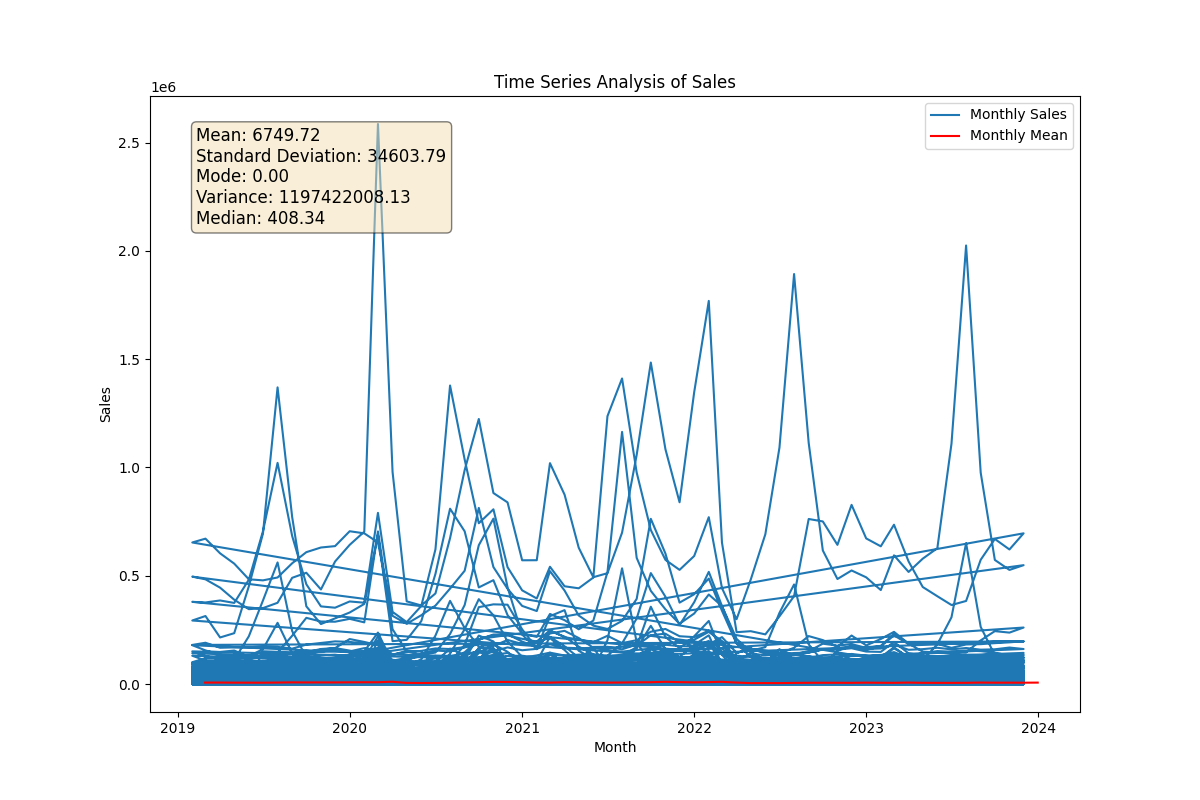 Time Series Analysis of Sales
1e6
Monthly Sales
Monthly Mean
Mean: 6749.72
Standard Deviation: 34603.79
Mode: 0.00
Variance: 1197422008.13
Median: 408.34
2.5
2.0
1.5
1.0
0.5
0.0
Sales
2019 2020 2021 2022 2023 2024
Month